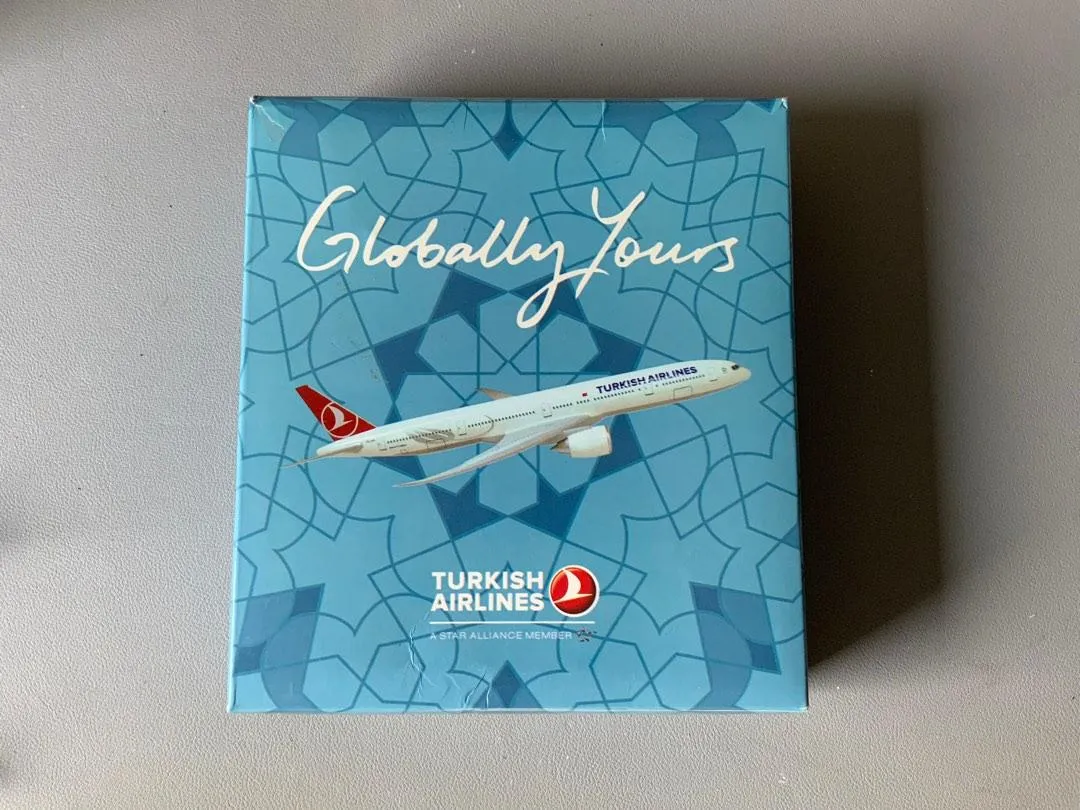 Globally Yours
TURKISH AIRLINES
TURKISH
AIRLINES
A STAR ALLIANCE MEMBER